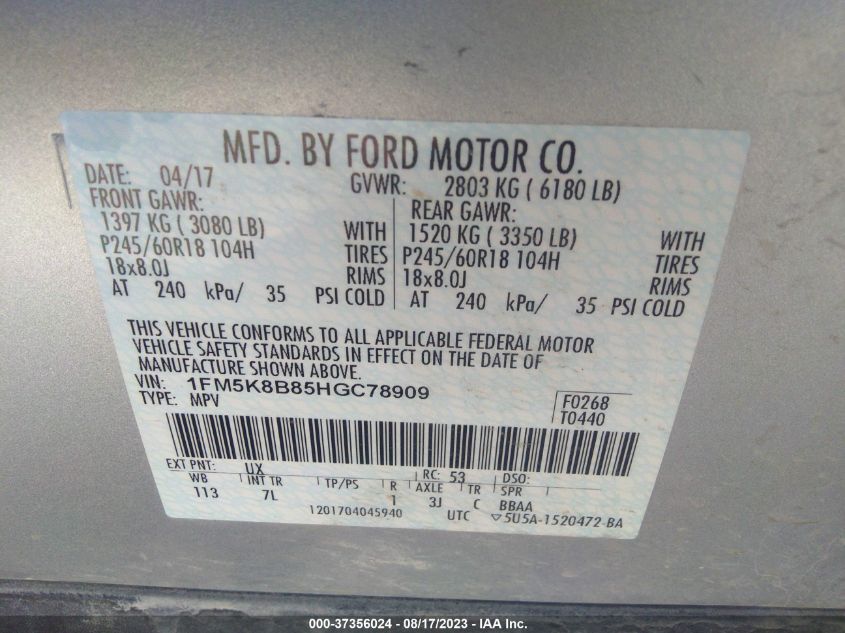 MFD. BY FORD MOTOR CO.
DATE: 04/17 GVWR: 2803 KG ( 6180 LB)
FRONT GAWR: REAR GAWR:
1397 KG ( 3080 LB) WITH 1520 KG ( 3350 LB) WITH
P245/60R18 104H TIRES P245/60R18 104H TIRES
18x8.0J RIMS 18x8.0J RIMS
AT 240 kPa/ 35 PSI COLD AT 240 kPa/ 35 PSI COLD
THIS VEHICLE CONFORMS TO ALL APPLICABLE FEDERAL MOTOR
VEHICLE SAFETY STANDARDS IN EFFECT ON THE DATE OF
MANUFACTURE SHOWN ABOVE.
VIN: 1FM5K8B85HGC78909
TYPE: MPV
F0268
T0440
EXT PNT: UX RC: 53 DSO:
WB INT TR TP/PS R AXLE TR SPR
113 7L 1 3J C BBAA
1201704045940 UTC ▽5U5A-1520472-BA
000-37356024 - 08/17/2023 - IAA Inc.